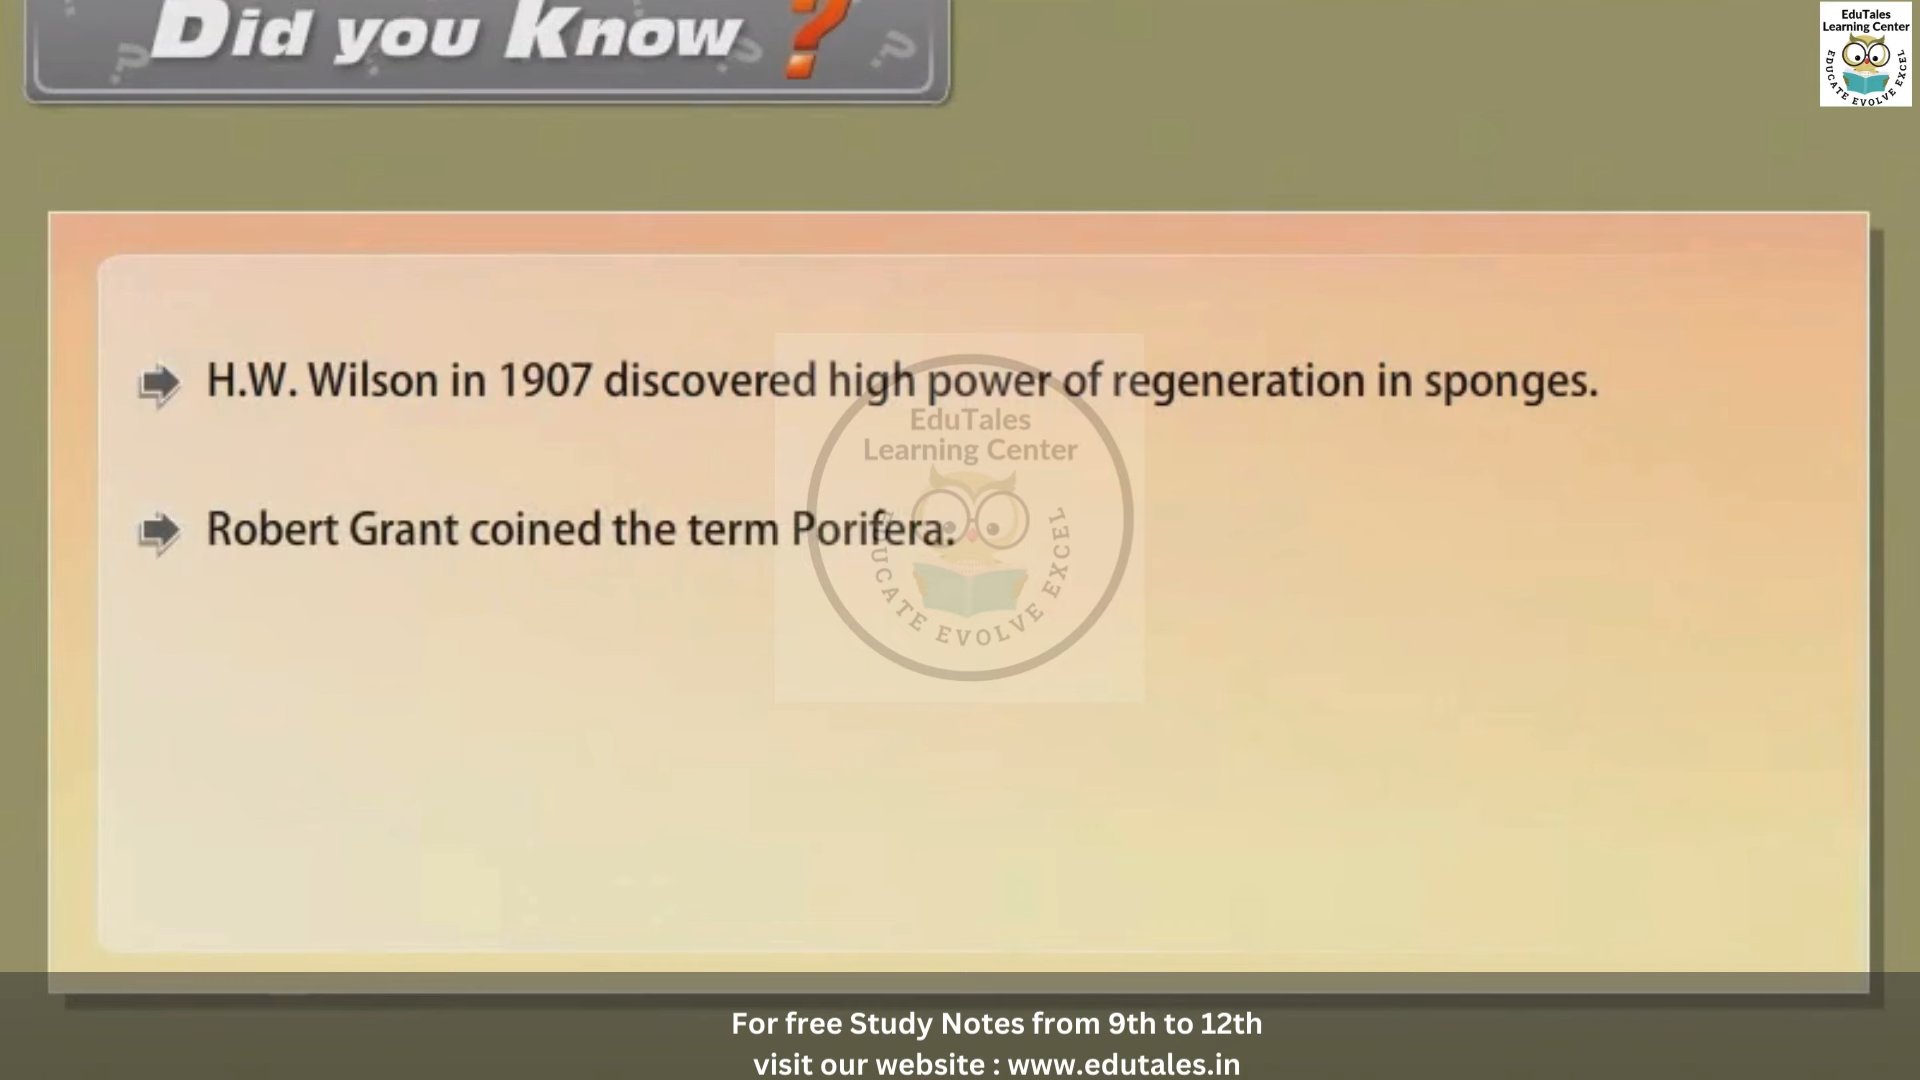 Did you Know ?
EduTales
Learning Center
EDUCATE EVOLVE EXCEL
H.W. Wilson in 1907 discovered high power of regeneration in sponges.
EduTales
Learning Center
Robert Grant coined the term Porifera.
EDUCATE EVOLVE EXCEL
For free Study Notes from 9th to 12th
visit our website : www.edutales.in